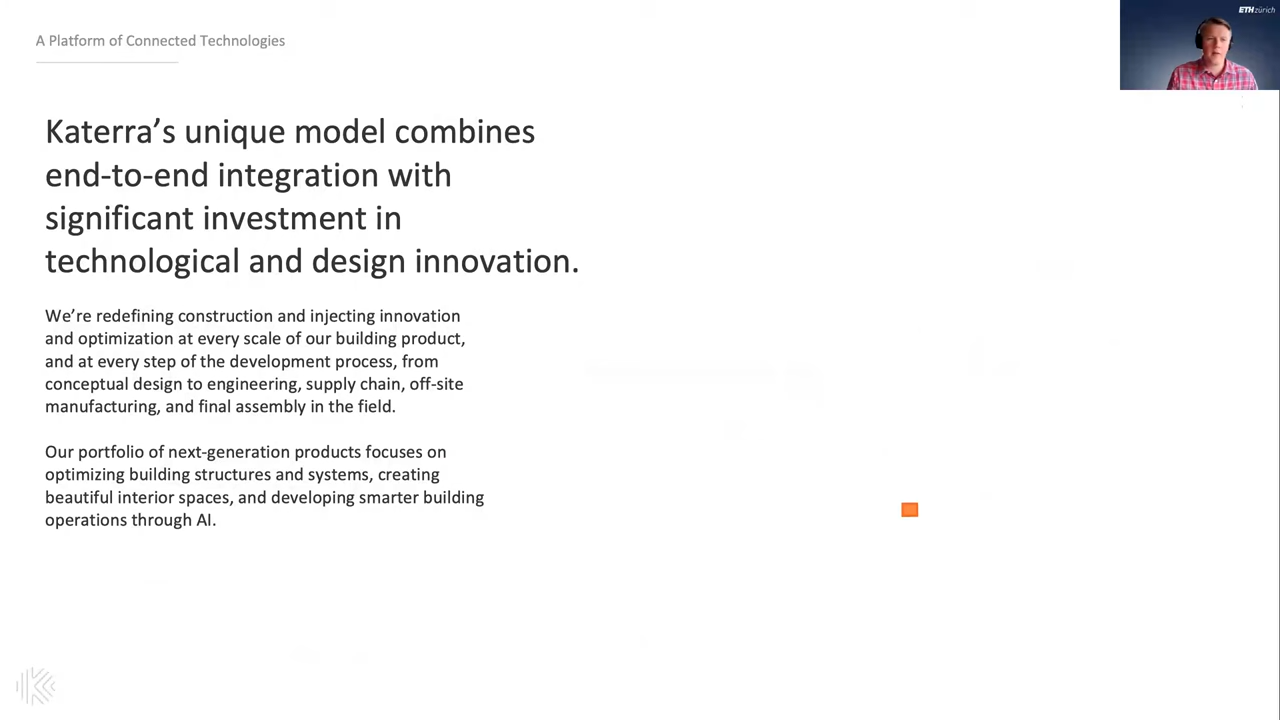 ETH zürich
A Platform of Connected Technologies
Katerra's unique model combines
end-to-end integration with
significant investment in
technological and design innovation.
We're redefining construction and injecting innovation
and optimization at every scale of our building product,
and at every step of the development process, from
conceptual design to engineering, supply chain, off-site
manufacturing, and final assembly in the field.
Our portfolio of next-generation products focuses on
optimizing building structures and systems, creating
beautiful interior spaces, and developing smarter building
operations through AI.